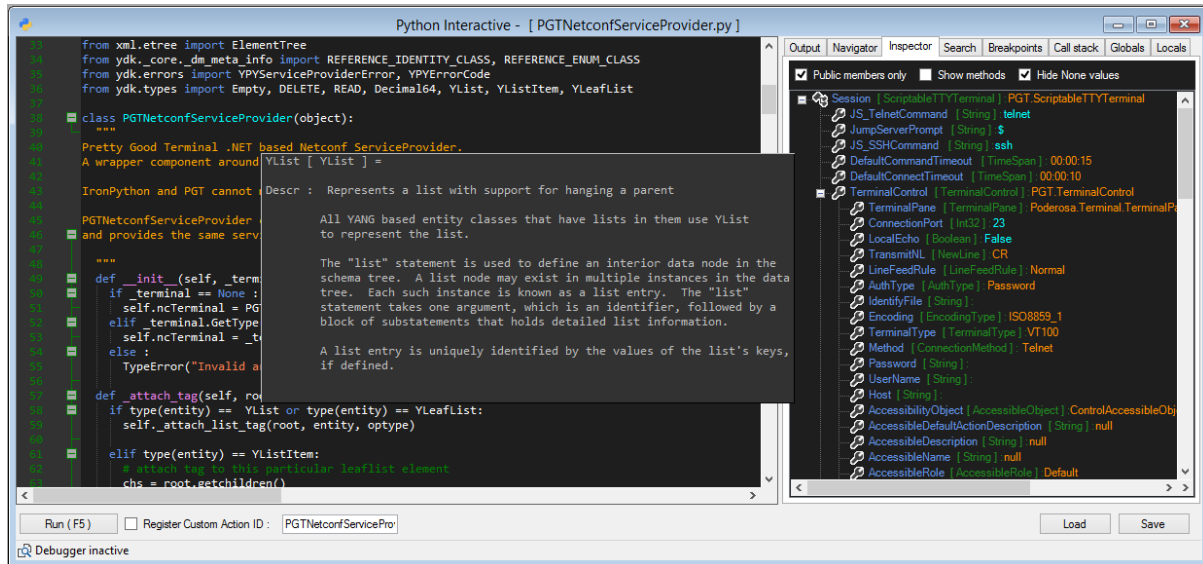 Python Interactive - [ PGTNetconfServiceProvider.py ]
33 from xml.etree import ElementTree
34 from ydk._core._dm_meta_info import REFERENCE_IDENTITY_CLASS, REFERENCE_ENUM_CLASS
35 from ydk.errors import YPYServiceProviderError, YPYErrorCode
36 from ydk.types import Empty, DELETE, READ, Decimal64, YList, YListItem, YLeafList
37
38 class PGTNetconfServiceProvider(object):
39 """
40 Pretty Good Terminal .NET based Netconf ServiceProvider.
41 A wrapper component around
42
43 IronPython and PGT cannot
44
45 PGTNetconfServiceProvider
46 and provides the same serv
47
48 """
49 def __init__(self, _term
50 if _terminal == None :
51 self.ncTerminal = PG
52 elif _terminal.GetType
53 self.ncTerminal = _t
54 else :
55 TypeError("Invalid a
56
57 def _attach_tag(self, ro
58 if type(entity) == YList or type(entity) == YLeafList:
59 self._attach_list_tag(root, entity, optype)
60
61 elif type(entity) == YListItem:
62 # attach tag to this particular leaflist element
63 chs = root.getchildren()
YList [ YList ] =
Descr : Represents a list with support for hanging a parent
All YANG based entity classes that have lists in them use YList
to represent the list.
The "list" statement is used to define an interior data node in the
schema tree. A list node may exist in multiple instances in the data
tree. Each such instance is known as a list entry. The "list"
statement takes one argument, which is an identifier, followed by a
block of substatements that holds detailed list information.
A list entry is uniquely identified by the values of the list's keys,
if defined.
Output Navigator Inspector Search Breakpoints Call stack Globals Locals
Public members only Show methods Hide None values
Session [ ScriptableTTYTerminal ] : PGT.ScriptableTTYTerminal
JS_TelnetCommand [ String ] : telnet
JumpServerPrompt [ String ] : $
JS_SSHCommand [ String ] : ssh
DefaultCommandTimeout [ TimeSpan ] : 00:00:15
DefaultConnectTimeout [ TimeSpan ] : 00:00:10
TerminalControl [ TerminalControl ] : PGT.TerminalControl
TerminalPane [ TerminalPane ] : Poderosa.Terminal.TerminalPa
ConnectionPort [ Int32 ] : 23
LocalEcho [ Boolean ] : False
TransmitNL [ NewLine ] : CR
LineFeedRule [ LineFeedRule ] : Normal
AuthType [ AuthType ] : Password
IdentifyFile [ String ] :
Encoding [ EncodingType ] : ISO8859_1
TerminalType [ TerminalType ] : VT100
Method [ ConnectionMethod ] : Telnet
Password [ String ] :
UserName [ String ] :
Host [ String ] :
AccessibilityObject [ AccessibleObject ] : ControlAccessibleObj
AccessibleDefaultActionDescription [ String ] : null
AccessibleDescription [ String ] : null
AccessibleName [ String ] : null
AccessibleRole [ AccessibleRole ] : Default
Run ( F5 ) Register Custom Action ID : PGTNetconfServicePro Load Save
Debugger inactive